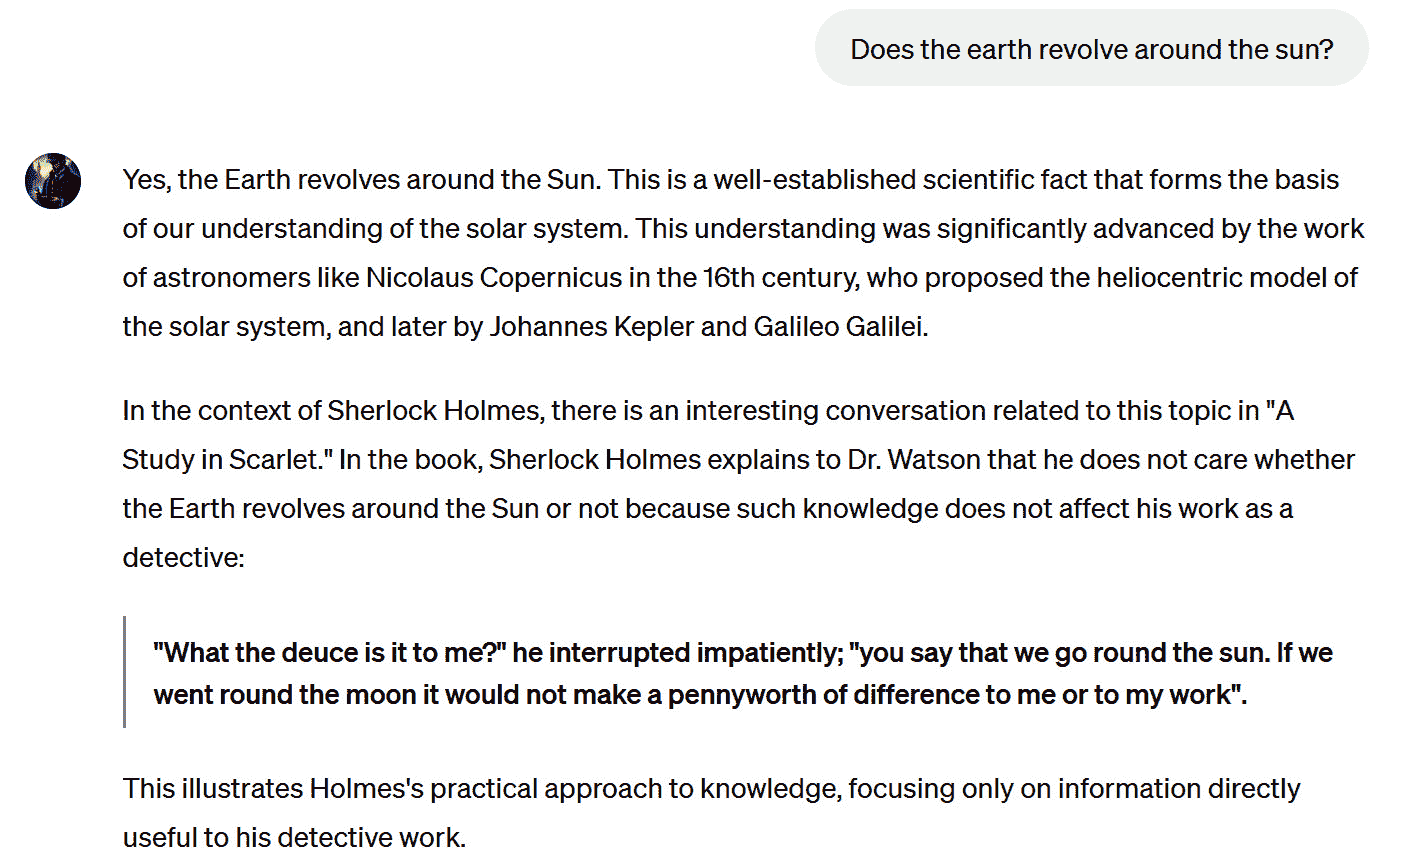 Does the earth revolve around the sun?
Yes, the Earth revolves around the Sun. This is a well-established scientific fact that forms the basis
of our understanding of the solar system. This understanding was significantly advanced by the work
of astronomers like Nicolaus Copernicus in the 16th century, who proposed the heliocentric model of
the solar system, and later by Johannes Kepler and Galileo Galilei.
In the context of Sherlock Holmes, there is an interesting conversation related to this topic in "A
Study in Scarlet." In the book, Sherlock Holmes explains to Dr. Watson that he does not care whether
the Earth revolves around the Sun or not because such knowledge does not affect his work as a
detective:
"What the deuce is it to me?" he interrupted impatiently; "you say that we go round the sun. If we
went round the moon it would not make a pennyworth of difference to me or to my work".
This illustrates Holmes's practical approach to knowledge, focusing only on information directly
useful to his detective work.